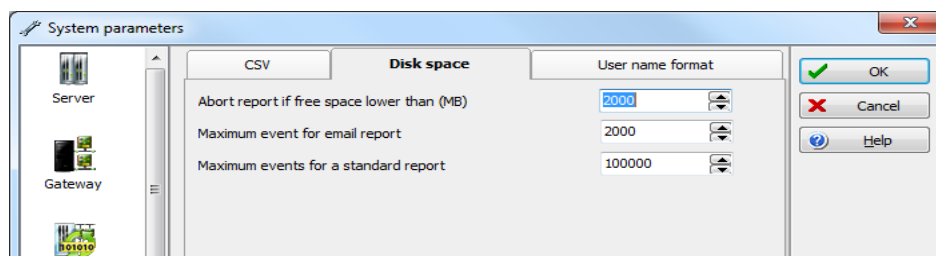 System parameters
CSV
Disk space
User name format
Server
Gateway
101010
Abort report if free space lower than (MB)
2000
Maximum event for email report
2000
Maximum events for a standard report
100000
OK
Cancel
Help